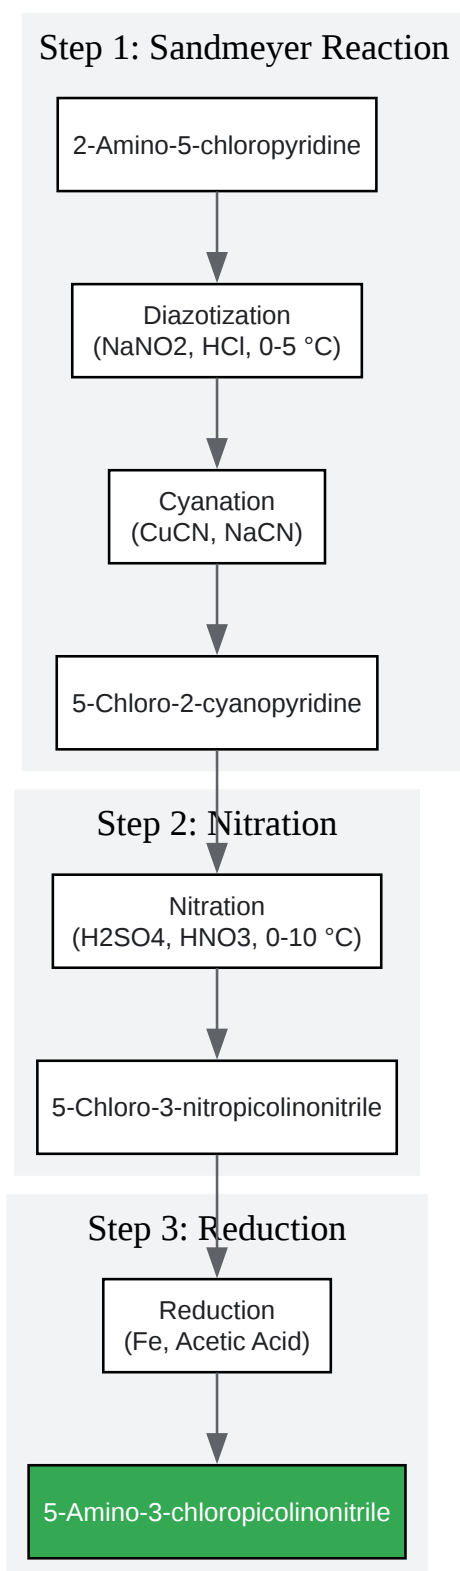 Step 1: Sandmeyer Reaction
2-Amino-5-chloropyridine
Diazotization
(NaNO2, HCl, 0-5 °C)
Cyanation
(CuCN, NaCN)
5-Chloro-2-cyanopyridine
Step 2: Nitration
Nitration
(H2SO4, HNO3, 0-10 °C)
5-Chloro-3-nitropicolinonitrile
Step 3: Reduction
Reduction
(Fe, Acetic Acid)
5-Amino-3-chloropicolinonitrile